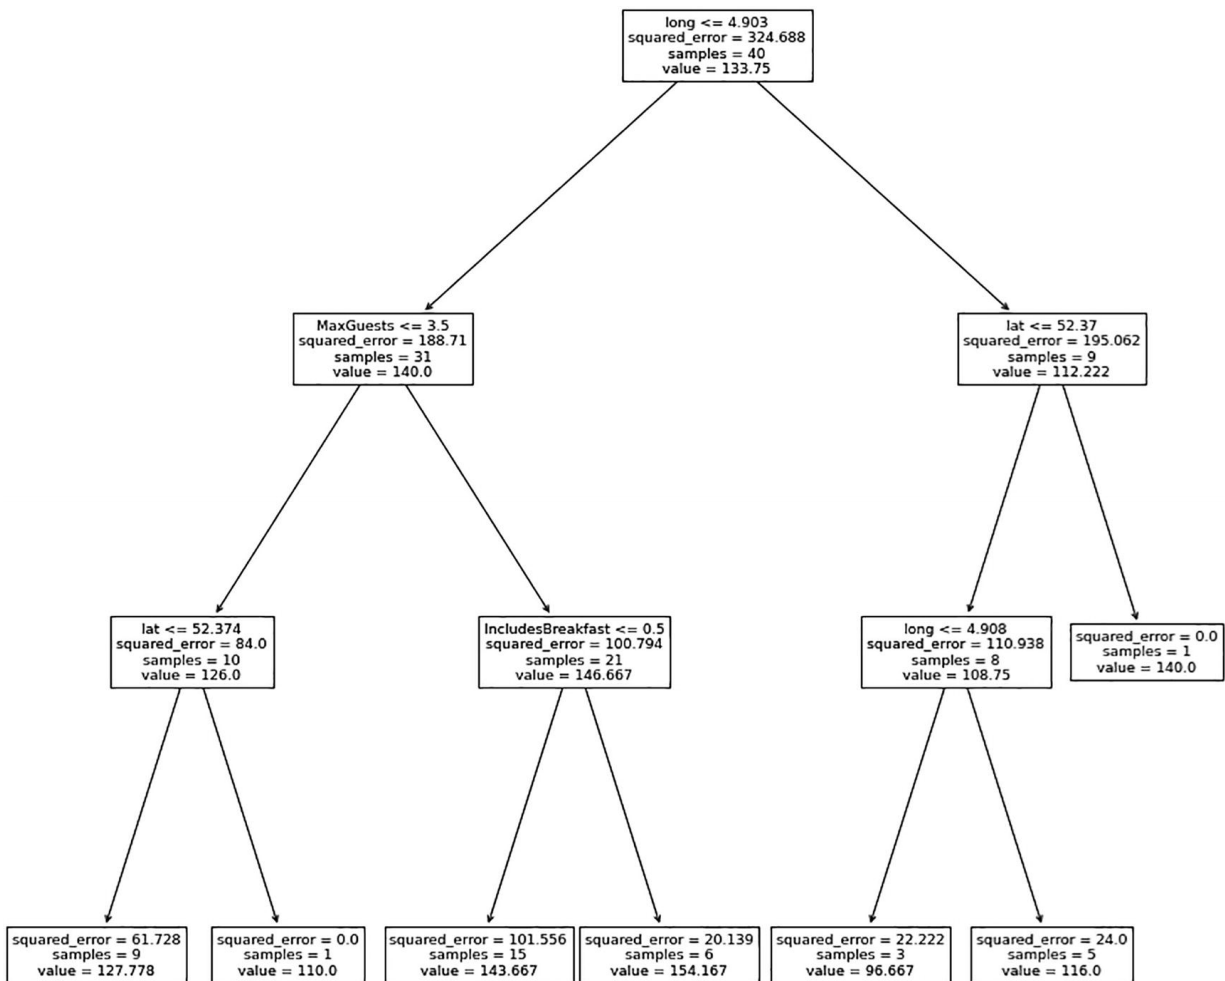 long <= 4.903
squared_error = 324.688
samples = 40
value = 133.75
MaxGuests <= 3.5
squared_error = 188.71
samples = 31
value = 140.0
lat <= 52.37
squared_error = 195.062
samples = 9
value = 112.222
lat <= 52.374
squared_error = 84.0
samples = 10
value = 126.0
IncludesBreakfast <= 0.5
squared_error = 100.794
samples = 21
value = 146.667
long <= 4.908
squared_error = 110.938
samples = 8
value = 108.75
squared_error = 0.0
samples = 1
value = 140.0
squared_error = 61.728
samples = 9
value = 127.778
squared_error = 0.0
samples = 1
value = 110.0
squared_error = 101.556
samples = 15
value = 143.667
squared_error = 20.139
samples = 6
value = 154.167
squared_error = 22.222
samples = 3
value = 96.667
squared_error = 24.0
samples = 5
value = 116.0